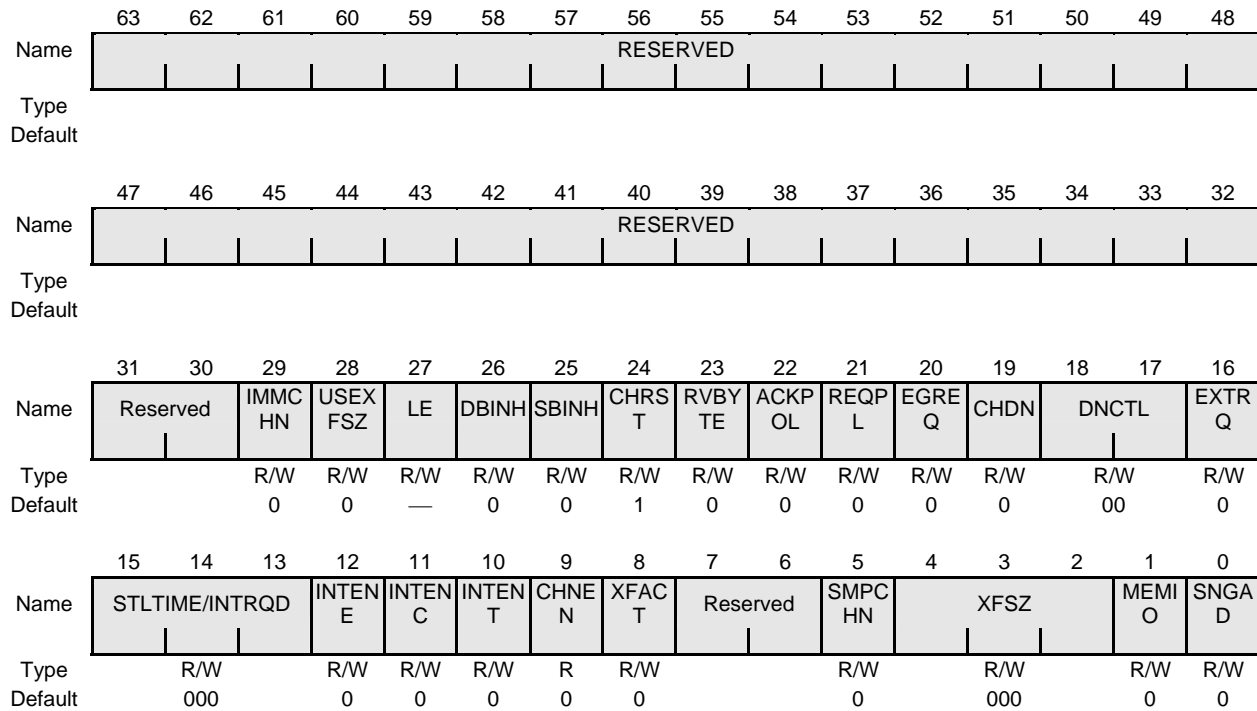 63 62 61 60 59 58 57 56 55 54 53 52 51 50 49 48
Name RESERVED
Type
Default
47 46 45 44 43 42 41 40 39 38 37 36 35 34 33 32
Name RESERVED
Type
Default
31 30 29 28 27 26 25 24 23 22 21 20 19 18 17 16
Name Reserved IMMC HN USEX FSZ LE DBINH SBINH CHRS T RVBY TE ACKP OL REQP L EGRE Q CHDN DNCTL EXTR Q
Type R/W R/W R/W R/W R/W R/W R/W R/W R/W R/W R/W R/W R/W
Default 0 0 — 0 0 1 0 0 0 0 0 00 0
15 14 13 12 11 10 9 8 7 6 5 4 3 2 1 0
Name STLTIME/INTRQD INTEN E INTEN C INTEN T CHNE N XFAC T Reserved SMPC HN XFSZ MEMI O SNGA D
Type R/W R/W R/W R/W R R/W R/W R/W R/W R/W
Default 000 0 0 0 0 0 0 000 0 0